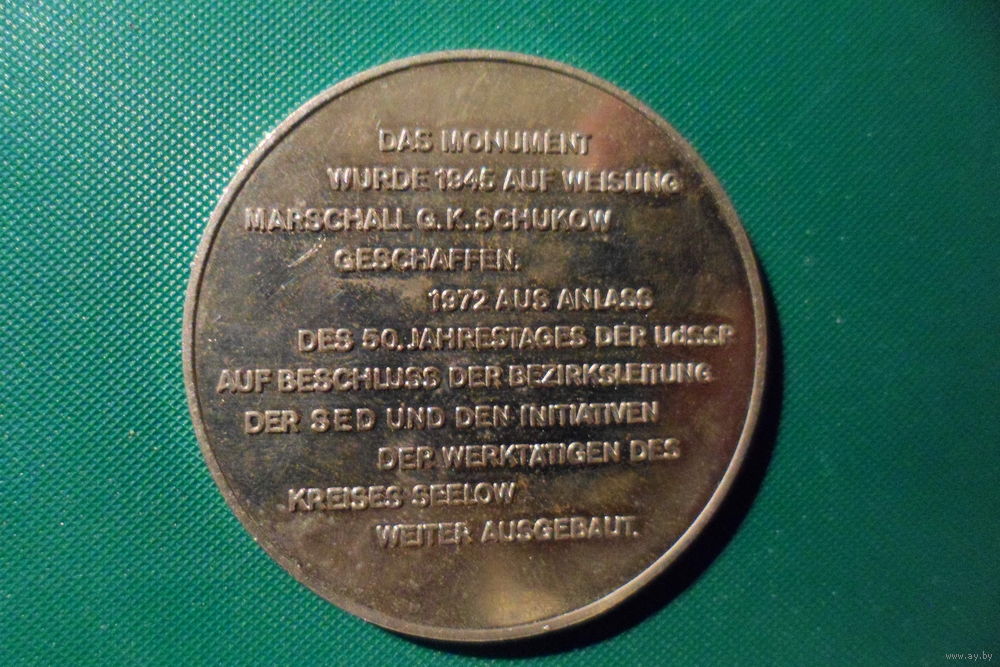 DAS MONUMENT
WURDE 1945 AUF WEISUNG
MARSCHALL G.K.SCHUKOW
GESCHAFFEN.
1972 AUS ANLASS
DES 50. JAHRESTAGES DER UdSSR
AUF BESCHLUSS DER BEZIRKSLEITUNG
DER SED UND DEN INITIATIVEN
DER WERKTÄTIGEN DES
KREISES SEELOW
WEITER AUSGEBAUT.
www.ay.by